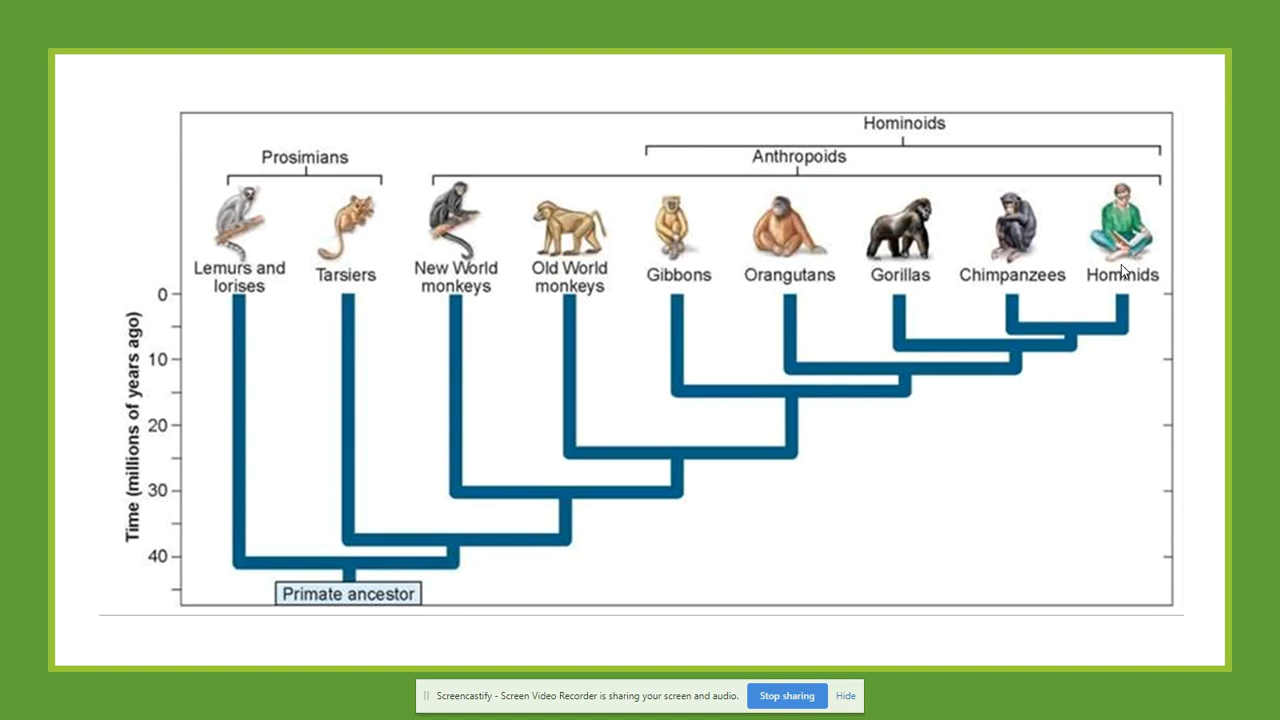 Hominoids
Prosimians
Anthropoids
Lemurs and
lorises
Tarsiers
New World
monkeys
Old World
monkeys
Gibbons
Orangutans
Gorillas
Chimpanzees
Hominids
Time (millions of years ago)
0
10
20
30
40
Primate ancestor
Screencastify - Screen Video Recorder is sharing your screen and audio.
Stop sharing
Hide